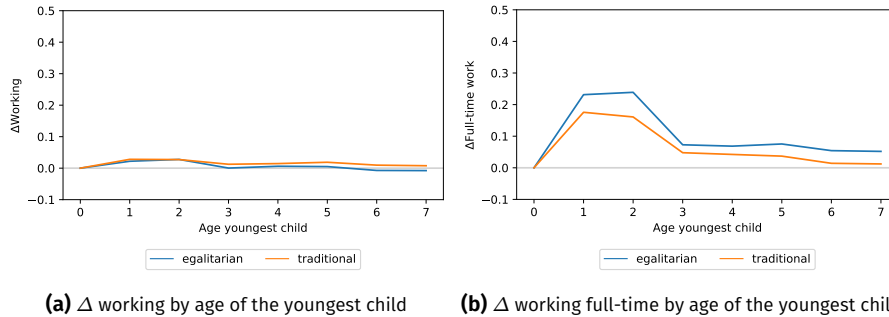 0.5
0.4
0.3
0.2
0.1
0.0
−0.1
ΔWorking
0 1 2 3 4 5 6 7
Age youngest child
egalitarian traditional
(a) Δ working by age of the youngest child
0.5
0.4
0.3
0.2
0.1
0.0
−0.1
ΔFull-time work
0 1 2 3 4 5 6 7
Age youngest child
egalitarian traditional
(b) Δ working full-time by age of the youngest chil